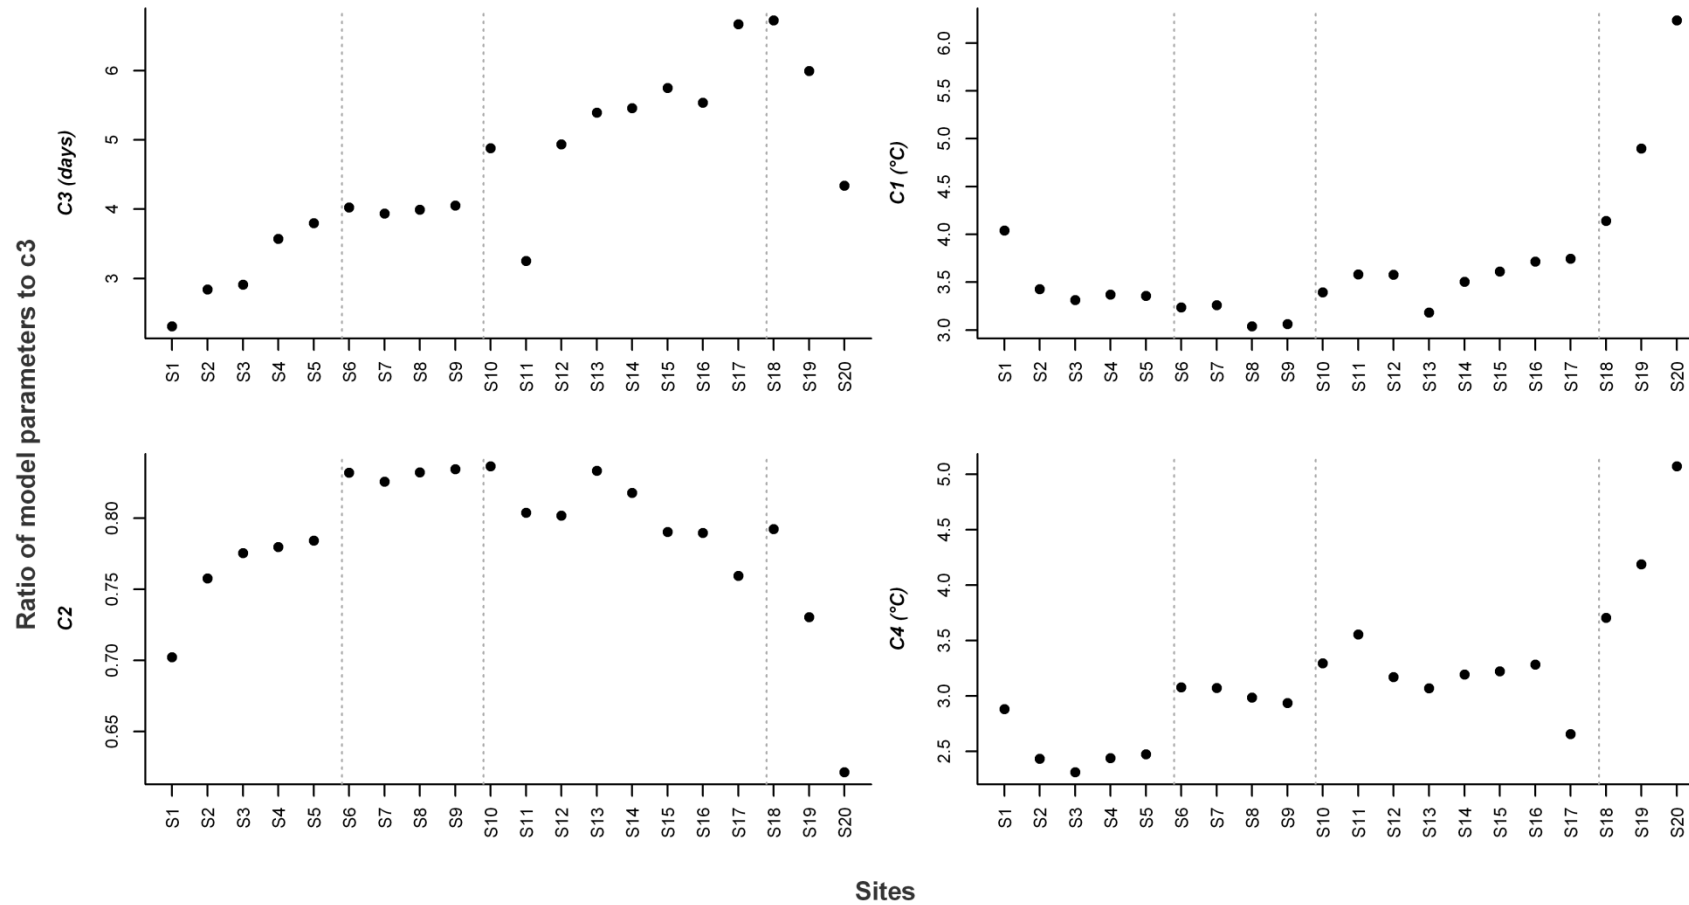 Ratio of model parameters to c3
C3 (days)
6
5
4
3
S1 S2 S3 S4 S5 S6 S7 S8 S9 S10 S11 S12 S13 S14 S15 S16 S17 S18 S19 S20
C1 (°C)
6.0
5.5
5.0
4.5
4.0
3.5
3.0
S1 S2 S3 S4 S5 S6 S7 S8 S9 S10 S11 S12 S13 S14 S15 S16 S17 S18 S19 S20
C2
0.80
0.75
0.70
0.65
S1 S2 S3 S4 S5 S6 S7 S8 S9 S10 S11 S12 S13 S14 S15 S16 S17 S18 S19 S20
C4 (°C)
5.0
4.5
4.0
3.5
3.0
2.5
S1 S2 S3 S4 S5 S6 S7 S8 S9 S10 S11 S12 S13 S14 S15 S16 S17 S18 S19 S20
Sites